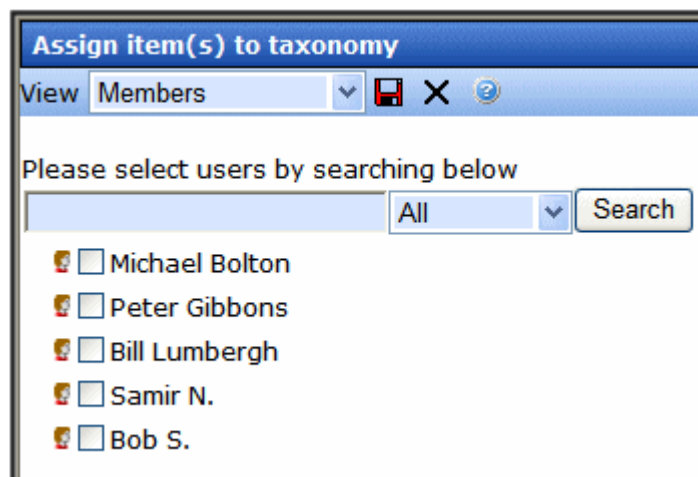 Assign item(s) to taxonomy
View Members
Please select users by searching below
All Search
Michael Bolton
Peter Gibbons
Bill Lumbergh
Samir N.
Bob S.